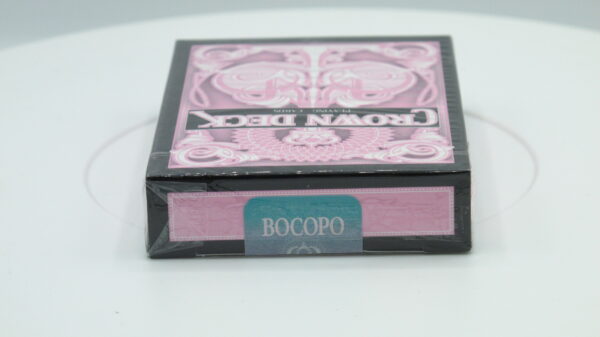 CROWN DECK
PLAYING CARDS
BOCOPO